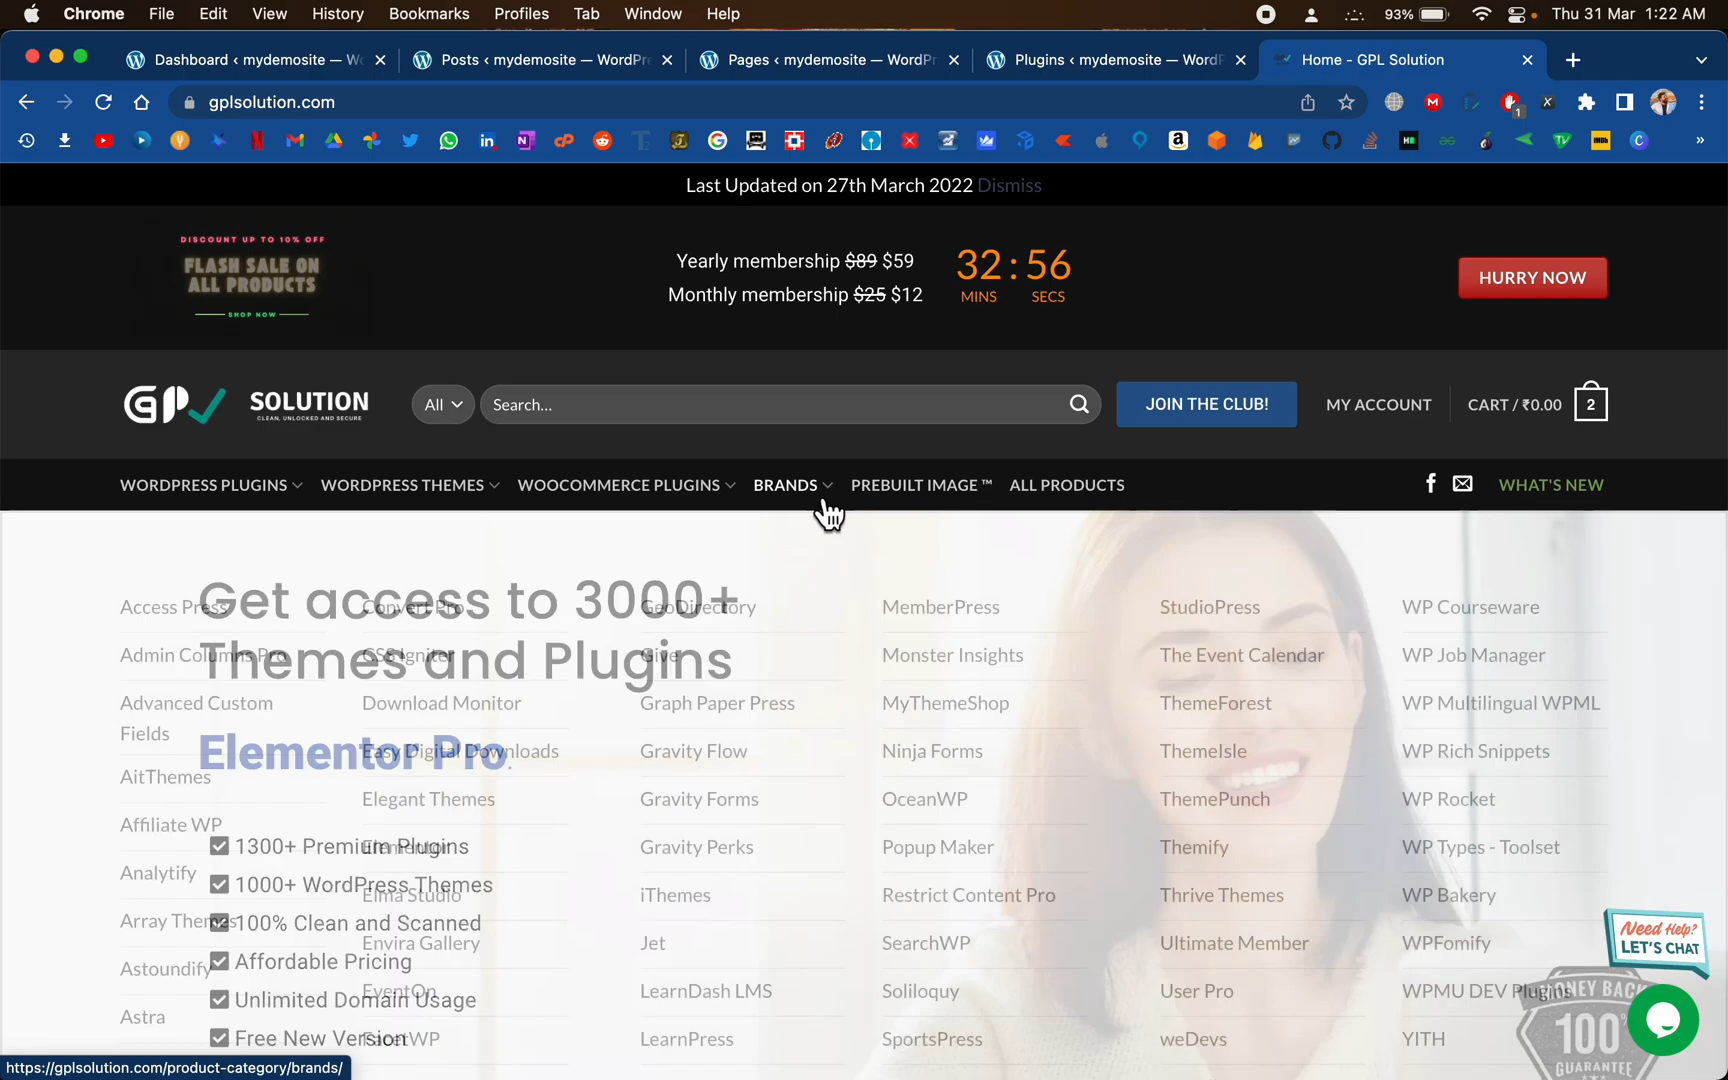 Chrome File Edit View History Bookmarks Profiles Tab Window Help 93% Thu 31 Mar 1:22 AM
Dashboard ‹ mydemosite — Wo Posts ‹ mydemosite — WordPre Pages ‹ mydemosite — WordPr Plugins ‹ mydemosite — WordP Home - GPL Solution
gplsolution.com
Last Updated on 27th March 2022 Dismiss
DISCOUNT UP TO 10% OFF
FLASH SALE ON
ALL PRODUCTS
SHOP NOW
Yearly membership $89 $59
Monthly membership $25 $12
32 : 56
MINS SECS
HURRY NOW
SOLUTION
CLEAN, UNLOCKED AND SECURE
All Search... JOIN THE CLUB! MY ACCOUNT CART / ₹0.00 2
WORDPRESS PLUGINS WORDPRESS THEMES WOOCOMMERCE PLUGINS BRANDS PREBUILT IMAGE ™ ALL PRODUCTS WHAT'S NEW
Get access to 3000+
Themes and Plugins
Elementor Pro
1300+ Premium Plugins
1000+ WordPress Themes
100% Clean and Scanned
Affordable Pricing
Unlimited Domain Usage
Free New Version
Access Press
Admin Columns Pro
Advanced Custom
Fields
AitThemes
Affiliate WP
Analytify
Array Themes
Astoundify
Astra
Convert Pro
CSS Igniter
Download Monitor
Easy Digital Downloads
Elegant Themes
Elementor
Elma Studio
Envira Gallery
EventOn
FacetWP
GeoDirectory
Give
Graph Paper Press
Gravity Flow
Gravity Forms
Gravity Perks
iThemes
Jet
LearnDash LMS
LearnPress
MemberPress
Monster Insights
MyThemeShop
Ninja Forms
OceanWP
Popup Maker
Restrict Content Pro
SearchWP
Soliloquy
SportsPress
StudioPress
The Event Calendar
ThemeForest
ThemeIsle
ThemePunch
Themify
Thrive Themes
Ultimate Member
User Pro
weDevs
WP Courseware
WP Job Manager
WP Multilingual WPML
WP Rich Snippets
WP Rocket
WP Types - Toolset
WP Bakery
WPFomify
WPMU DEV Plugins
YITH
Need Help?
LET'S CHAT
MONEY BACK
100%
GUARANTEE
https://gplsolution.com/product-category/brands/